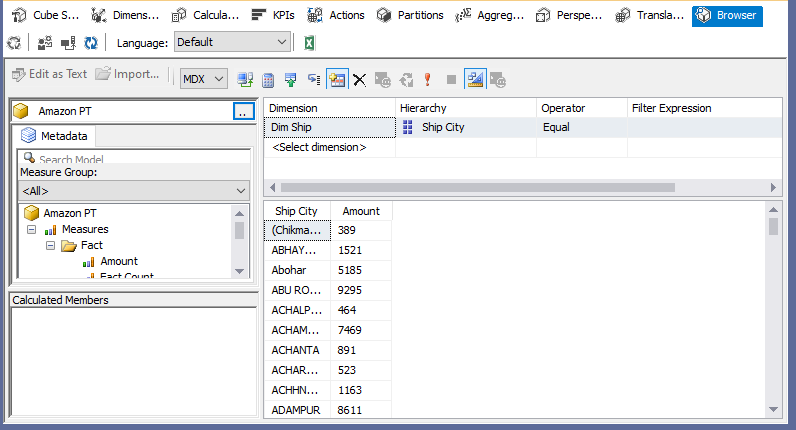 Cube S... Dimens... Calcula... KPIs Actions Partitions Aggreg... Perspe... Transla... Browser
Language: Default
Edit as Text Import... MDX
Amazon PT ..
Metadata
Search Model
Measure Group:
<All>
Amazon PT
Measures
Fact
Amount
Fact Count
Calculated Members
Dimension Hierarchy Operator Filter Expression
Dim Ship Ship City Equal
<Select dimension>
Ship City Amount
(Chikma... 389
ABHAY... 1521
Abohar 5185
ABU RO... 9295
ACHALP... 464
ACHAM... 7469
ACHANTA 891
ACHAR... 523
ACHHN... 1163
ADAMPUR 8611